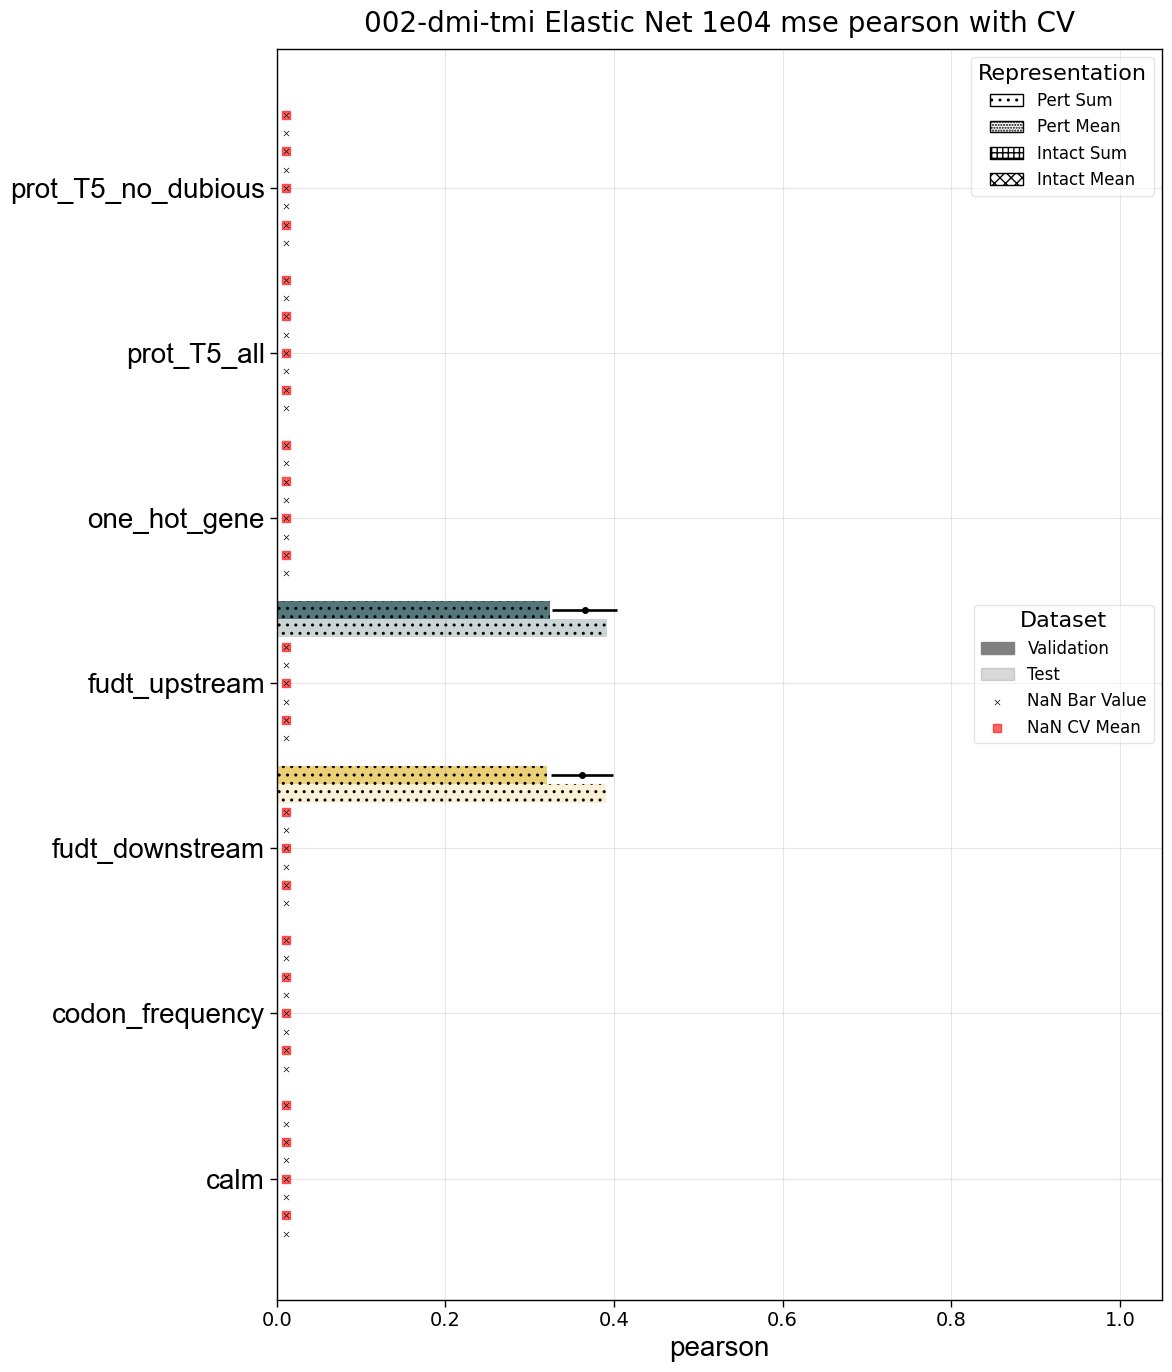 002-dmi-tmi Elastic Net 1e04 mse pearson with CV
Representation
Pert Sum
Pert Mean
Intact Sum
Intact Mean
prot_T5_no_dubious
prot_T5_all
one_hot_gene
fudt_upstream
fudt_downstream
codon_frequency
calm
Dataset
Validation
Test
NaN Bar Value
NaN CV Mean
0.0 0.2 0.4 0.6 0.8 1.0
pearson